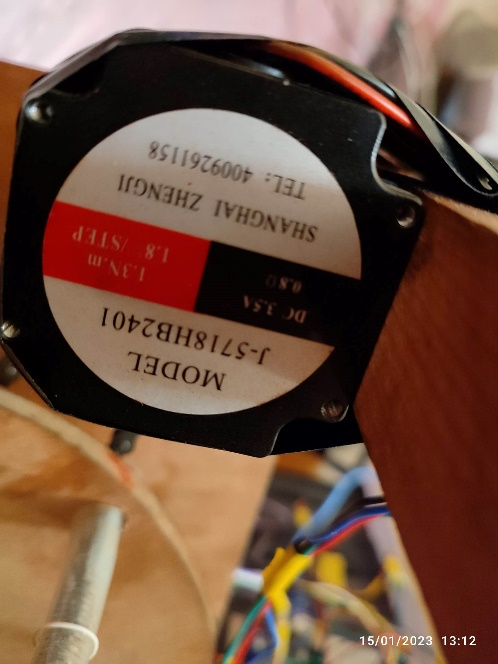 MODEL
J-5718HB2401
DC 3.5A
0.8Ω
1.3N.m
1.8°/STEP
SHANGHAI ZHENGJI
TEL: 4009261158
15/01/2023 13:12